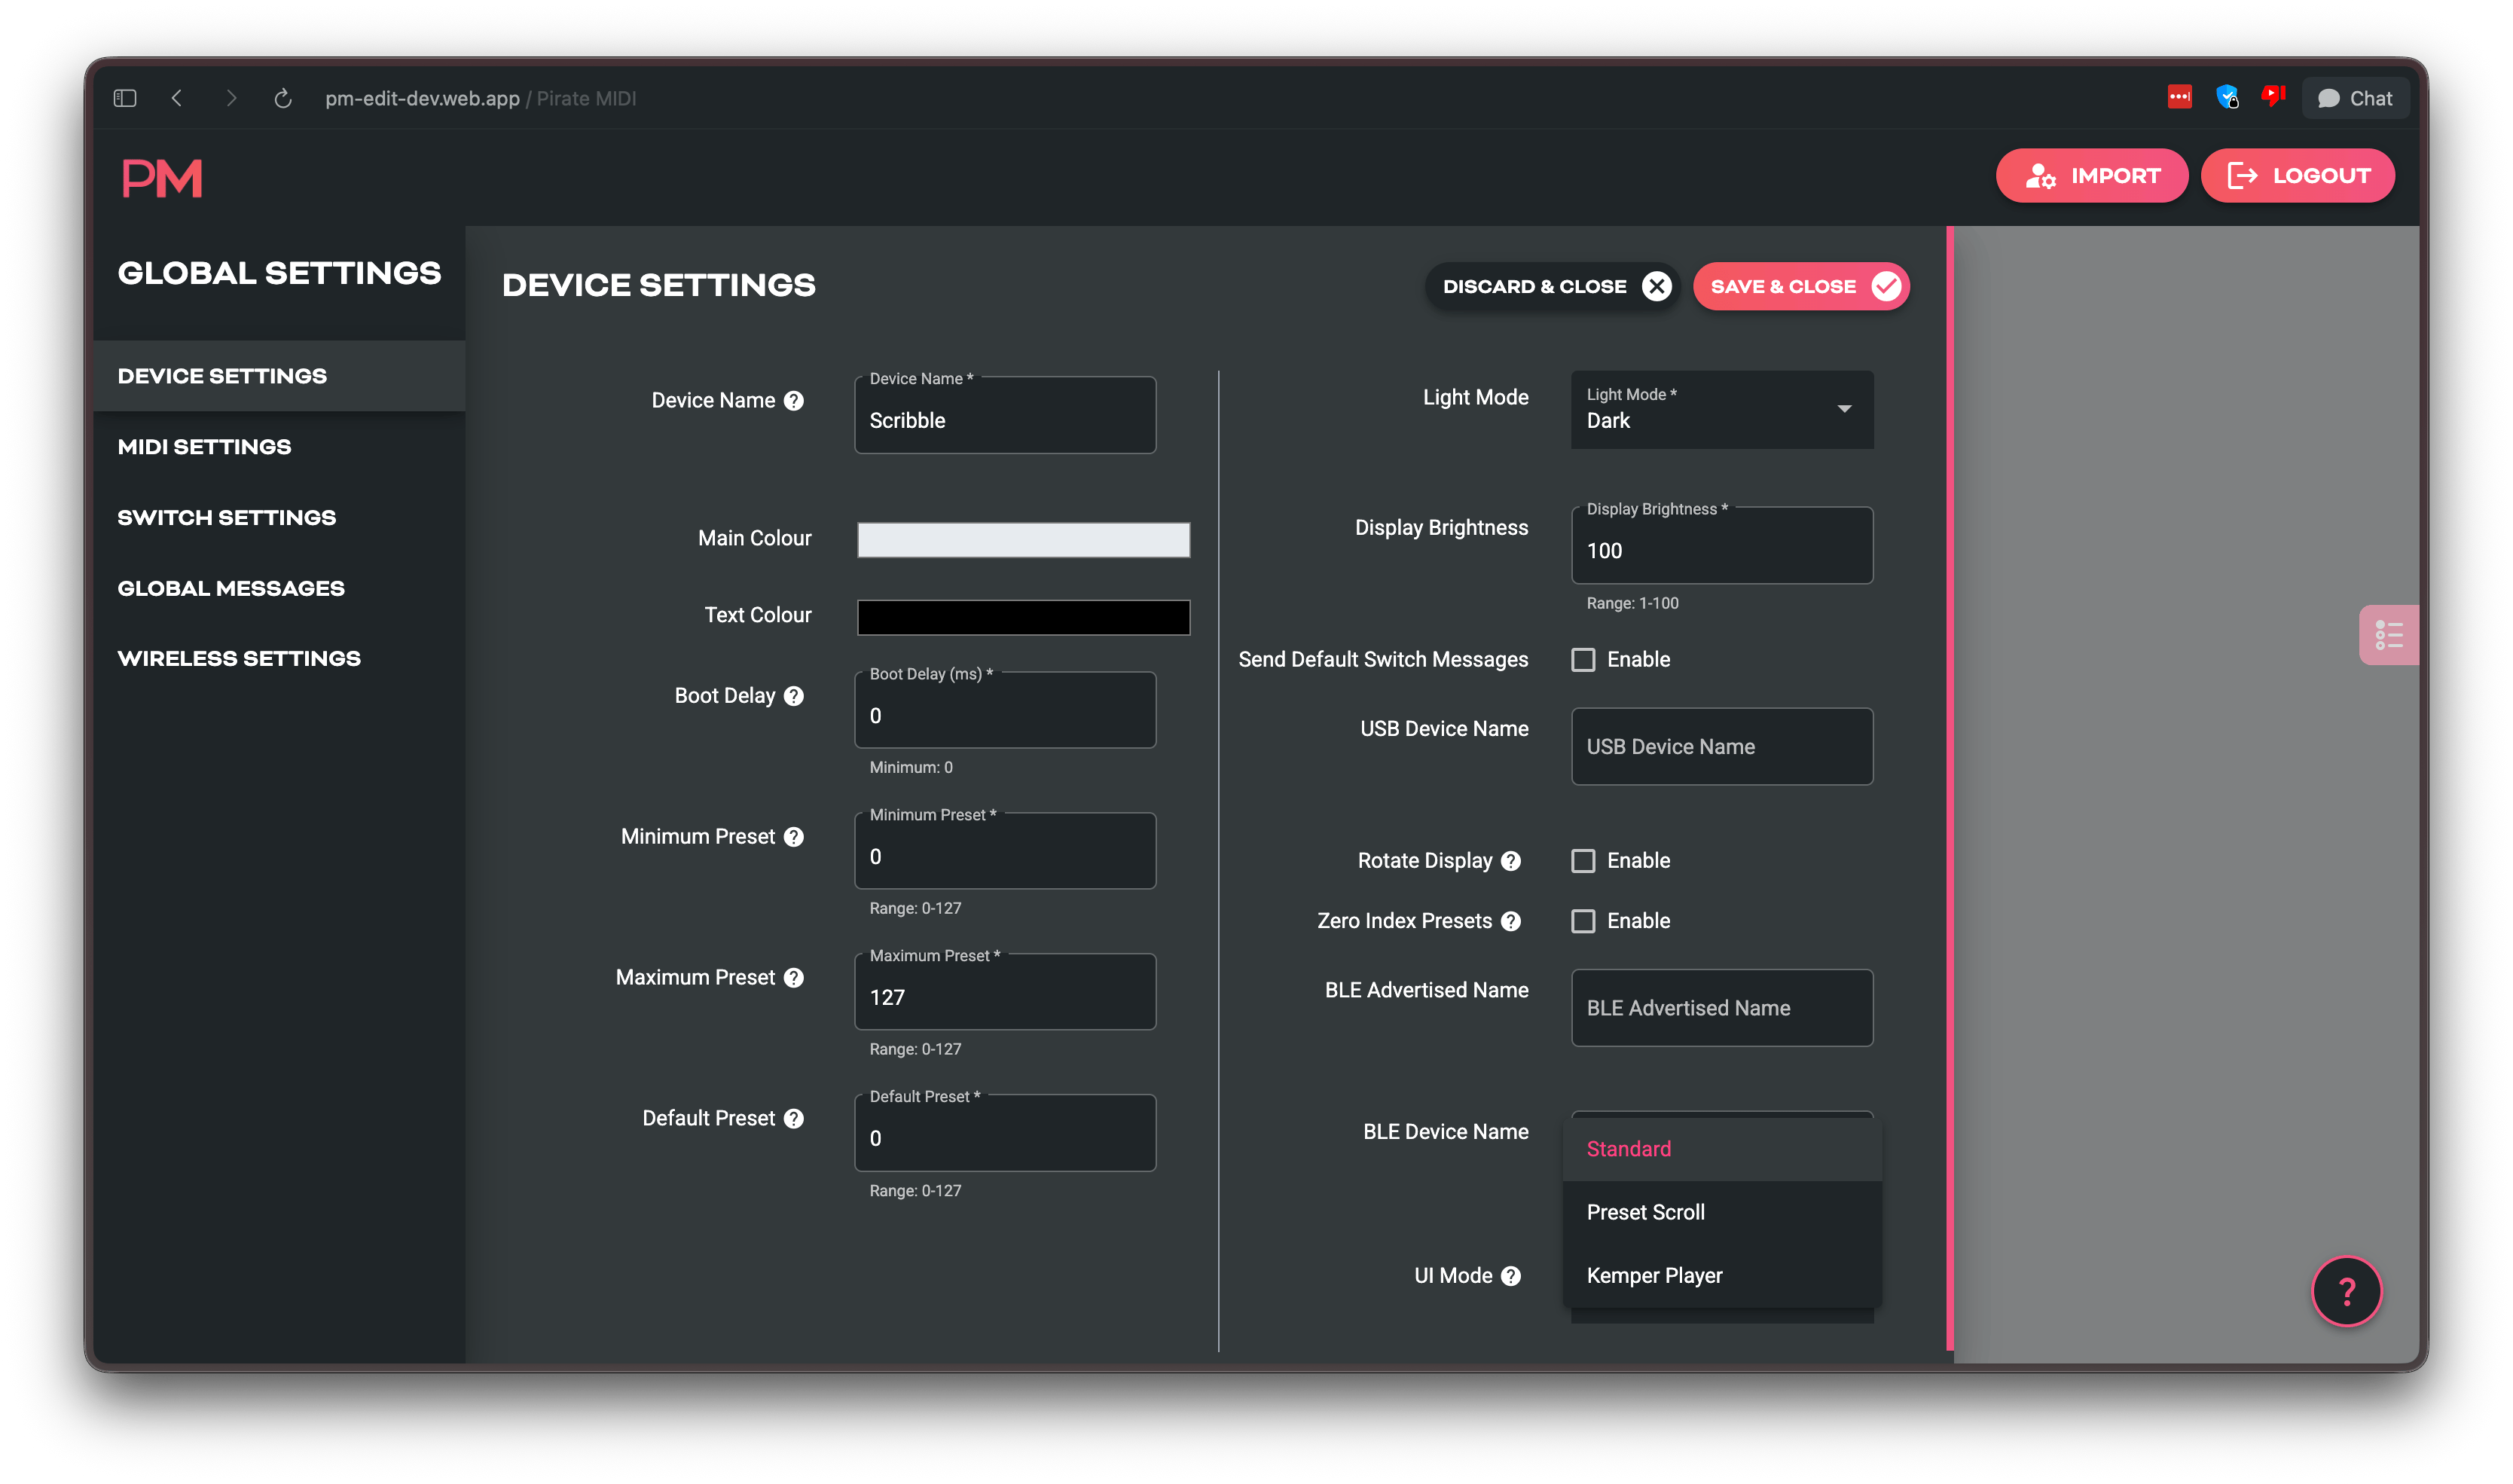 pm-edit-dev.web.app / Pirate MIDI
Chat
PM
IMPORT
LOGOUT
GLOBAL SETTINGS
DEVICE SETTINGS
MIDI SETTINGS
SWITCH SETTINGS
GLOBAL MESSAGES
WIRELESS SETTINGS
DEVICE SETTINGS
DISCARD & CLOSE
SAVE & CLOSE
Device Name ?
Device Name *
Scribble
Main Colour
Text Colour
Boot Delay ?
Boot Delay (ms) *
0
Minimum: 0
Minimum Preset ?
Minimum Preset *
0
Range: 0-127
Maximum Preset ?
Maximum Preset *
127
Range: 0-127
Default Preset ?
Default Preset *
0
Range: 0-127
Light Mode
Light Mode *
Dark
Display Brightness
Display Brightness *
100
Range: 1-100
Send Default Switch Messages
Enable
USB Device Name
USB Device Name
Rotate Display ?
Enable
Zero Index Presets ?
Enable
BLE Advertised Name
BLE Advertised Name
BLE Device Name
Standard
Preset Scroll
UI Mode ?
Kemper Player
?